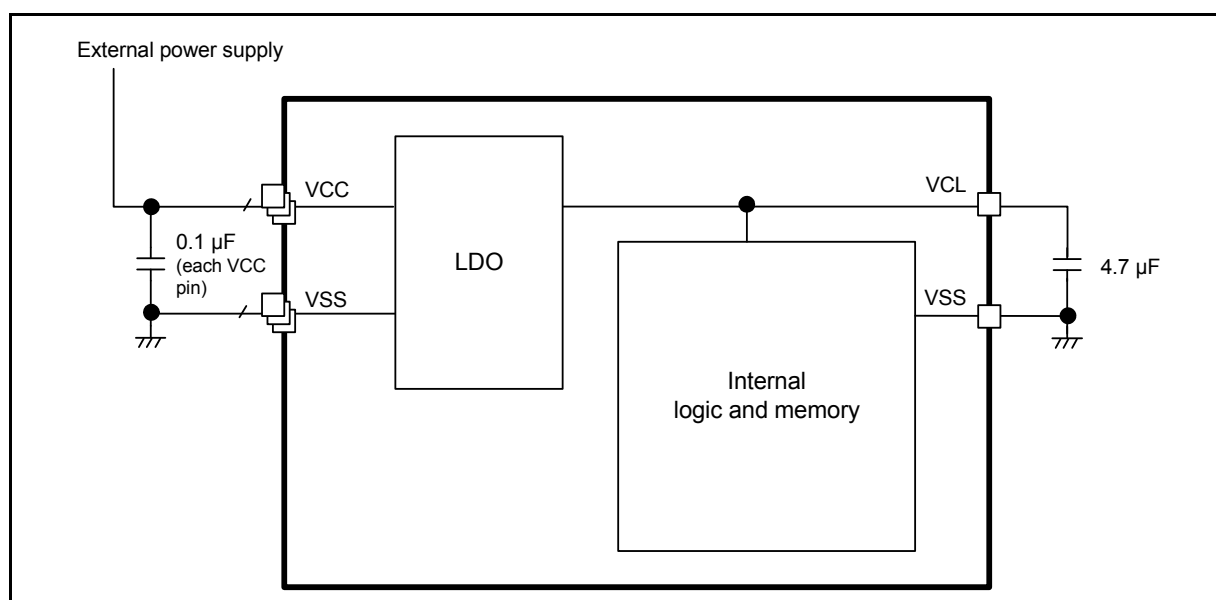 External power supply
VCC
0.1 µF
(each VCC
pin)
VSS
LDO
VCL
4.7 µF
VSS
Internal
logic and memory